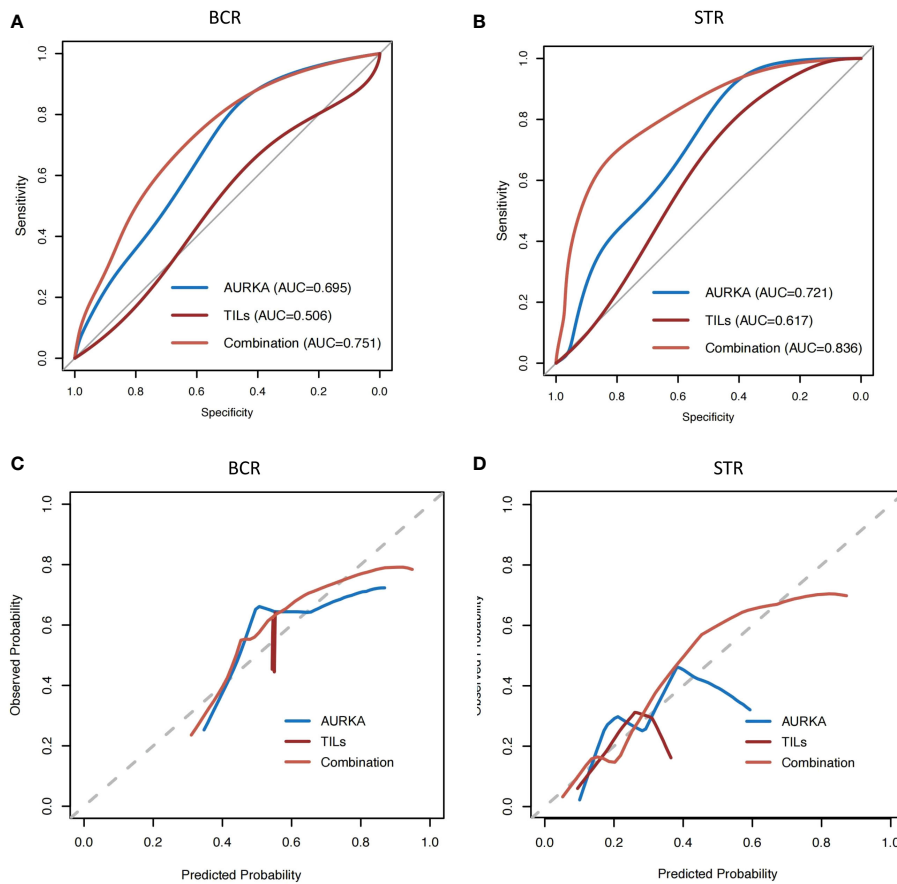 A
BCR
1.0
0.8
0.6
0.4
0.2
0.0
Sensitivity
AURKA (AUC=0.695)
TILs (AUC=0.506)
Combination (AUC=0.751)
1.0 0.8 0.6 0.4 0.2 0.0
Specificity
B
STR
1.0
0.8
0.6
0.4
0.2
0.0
Sensitivity
AURKA (AUC=0.721)
TILs (AUC=0.617)
Combination (AUC=0.836)
1.0 0.8 0.6 0.4 0.2 0.0
Specificity
C
BCR
1.0
0.8
0.6
0.4
0.2
0.0
Observed Probability
AURKA
TILs
Combination
0.0 0.2 0.4 0.6 0.8 1.0
Predicted Probability
D
STR
1.0
0.8
0.6
0.4
0.2
0.0
Observed Probability
AURKA
TILs
Combination
0.0 0.2 0.4 0.6 0.8 1.0
Predicted Probability